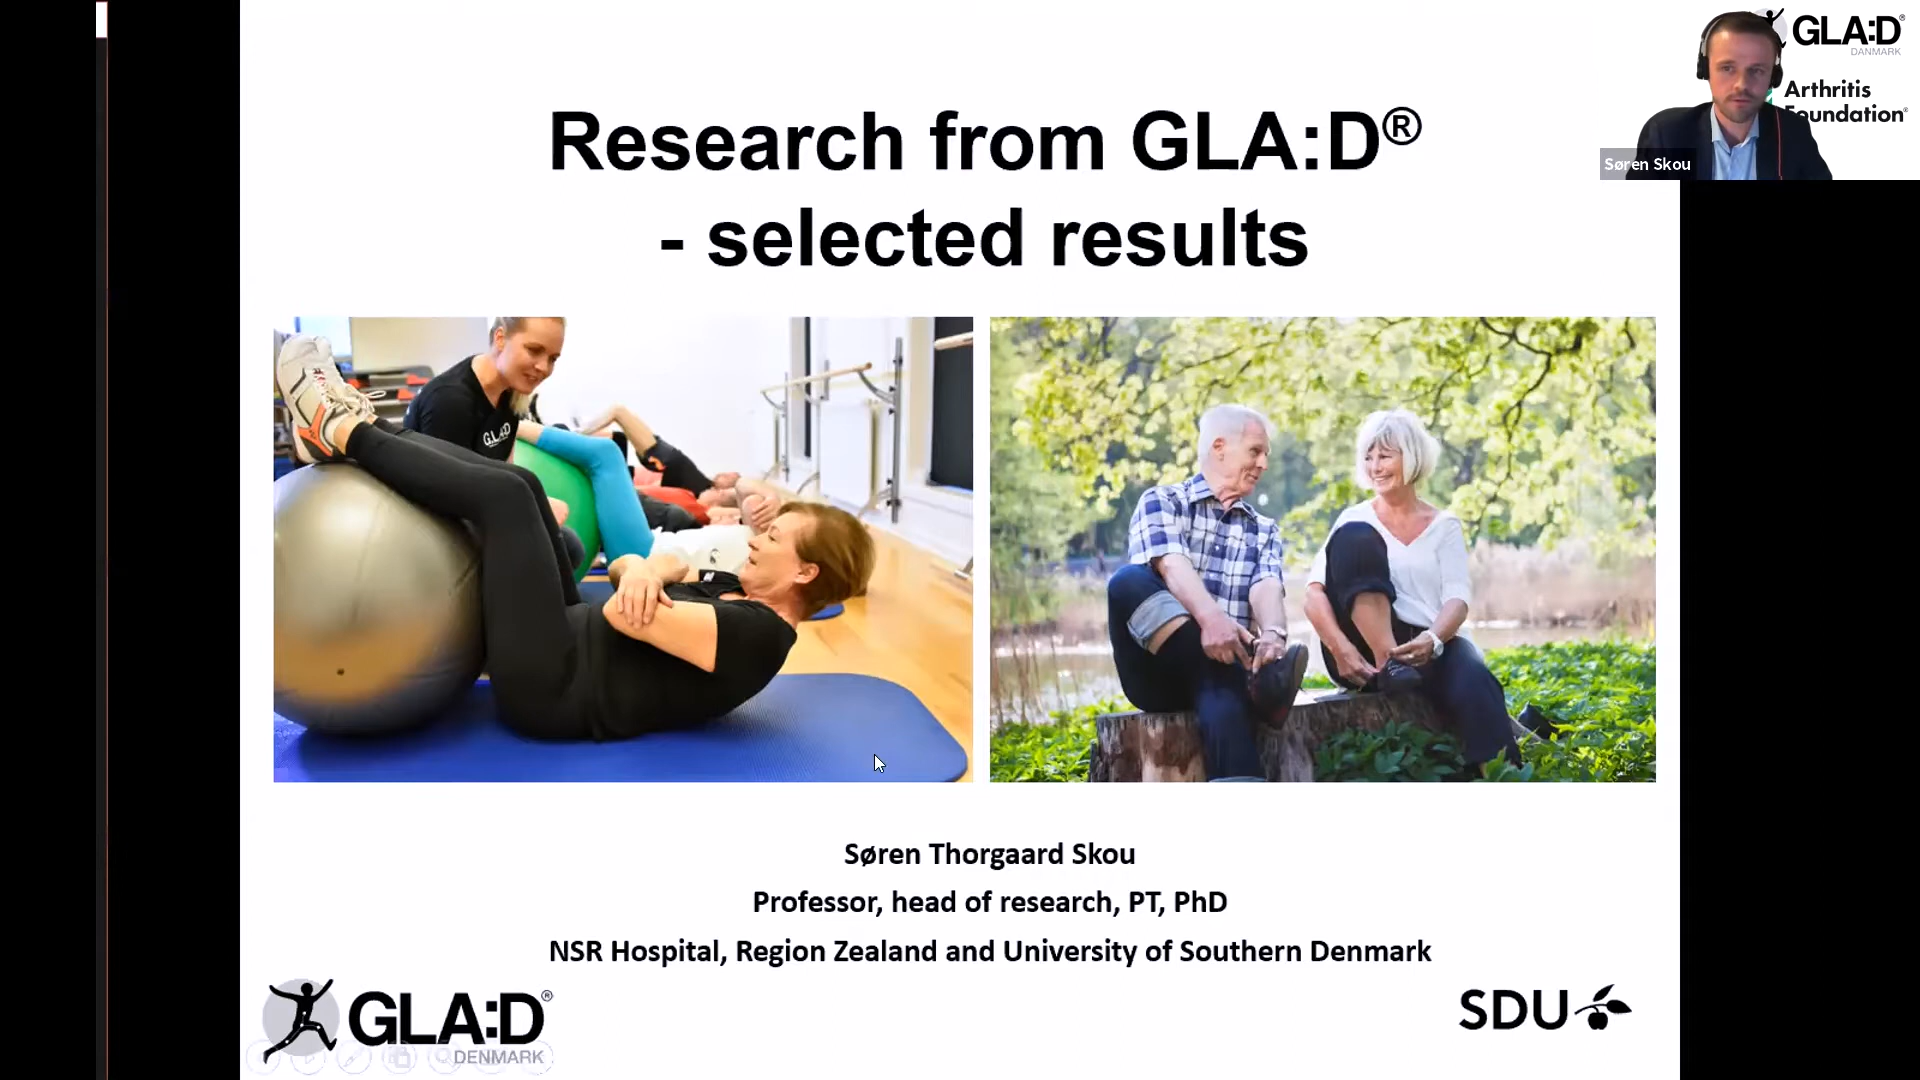 Research from GLA:D®
- selected results
GLA:D
Søren Thorgaard Skou
Professor, head of research, PT, PhD
NSR Hospital, Region Zealand and University of Southern Denmark
GLA:D®
DENMARK
SDU
GLA:D®
DANMARK
Arthritis
Foundation®
Søren Skou